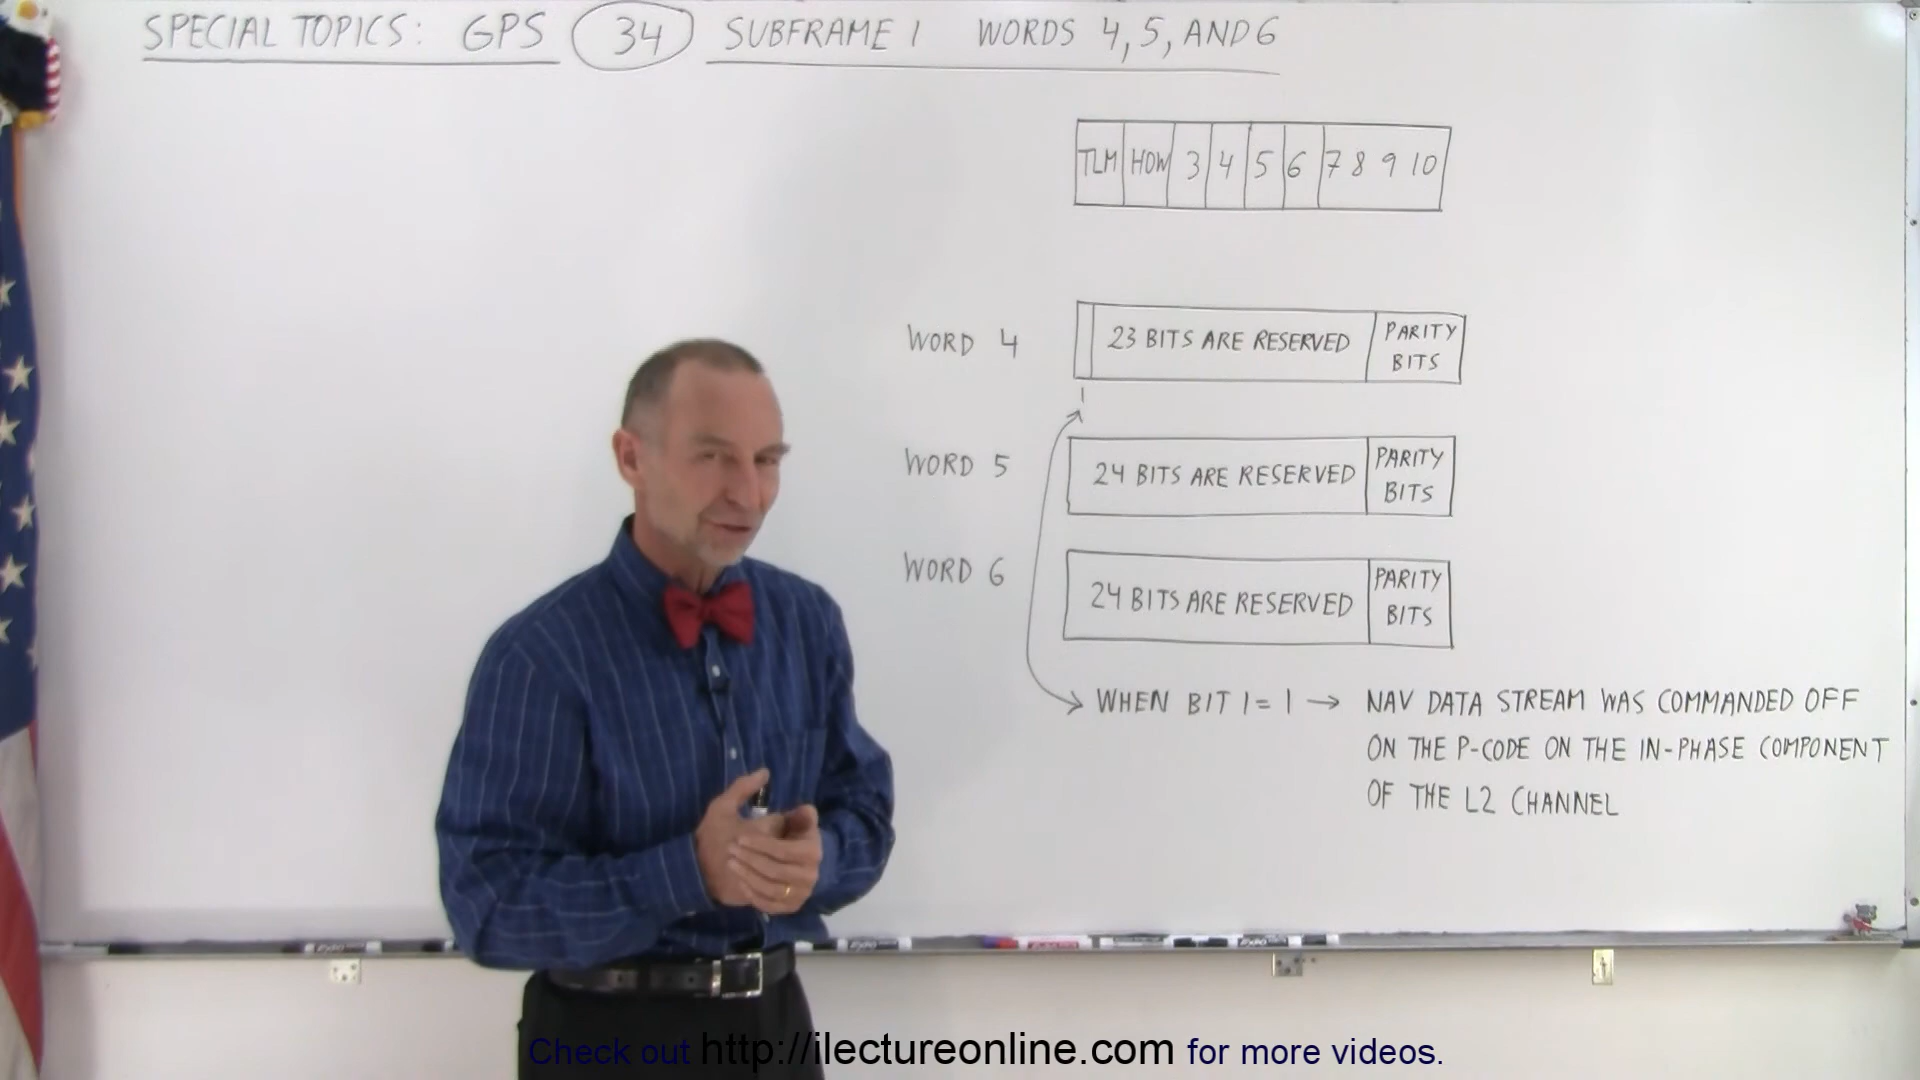 SPECIAL TOPICS: GPS 34 SUBFRAME 1 WORDS 4, 5, AND 6
TLM HOW 3 4 5 6 7 8 9 10
WORD 4 23 BITS ARE RESERVED PARITY BITS
1
WORD 5 24 BITS ARE RESERVED PARITY BITS
WORD 6 24 BITS ARE RESERVED PARITY BITS
WHEN BIT 1 = 1 → NAV DATA STREAM WAS COMMANDED OFF
ON THE P-CODE ON THE IN-PHASE COMPONENT
OF THE L2 CHANNEL
Check out http://ilectureonline.com for more videos.